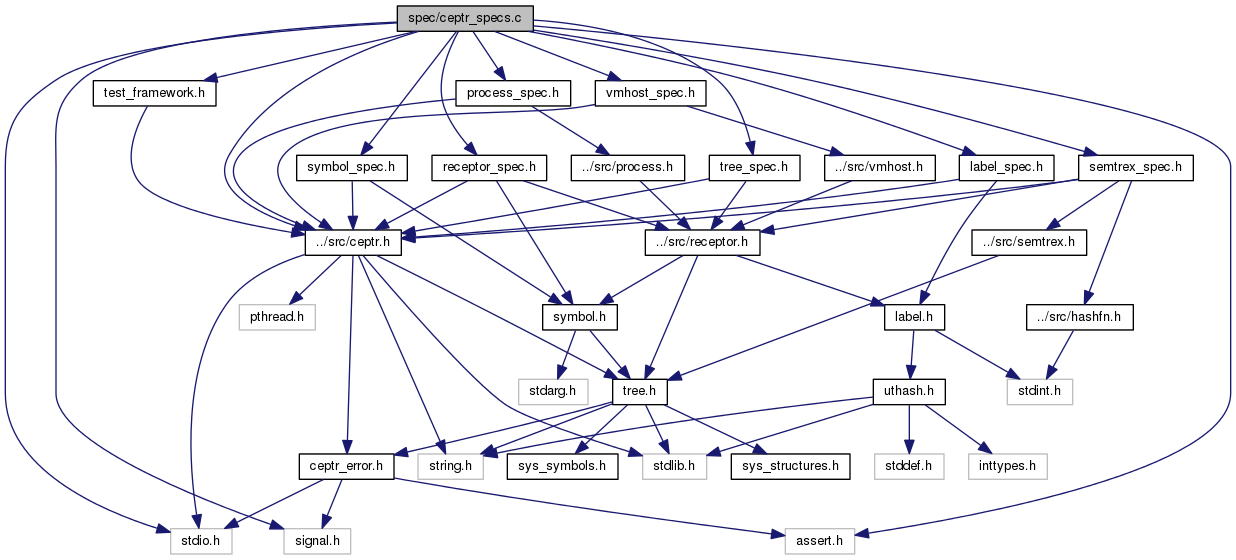 spec/ceptr_specs.c
test_framework.h
process_spec.h
vmhost_spec.h
symbol_spec.h
receptor_spec.h
../src/process.h
tree_spec.h
../src/vmhost.h
label_spec.h
semtrex_spec.h
../src/ceptr.h
../src/receptor.h
../src/semtrex.h
pthread.h
symbol.h
label.h
../src/hashfn.h
stdarg.h
tree.h
uthash.h
stdint.h
ceptr_error.h
string.h
sys_symbols.h
stdlib.h
sys_structures.h
stddef.h
inttypes.h
stdio.h
signal.h
assert.h